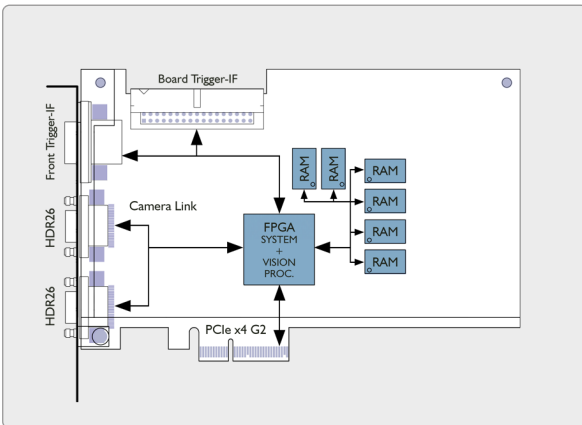 Board Trigger-IF
Front Trigger-IF
RAM
RAM
RAM
RAM
RAM
RAM
Camera Link
HDR26
HDR26
FPGA
SYSTEM
+
VISION
PROC.
PCIe x4 G2